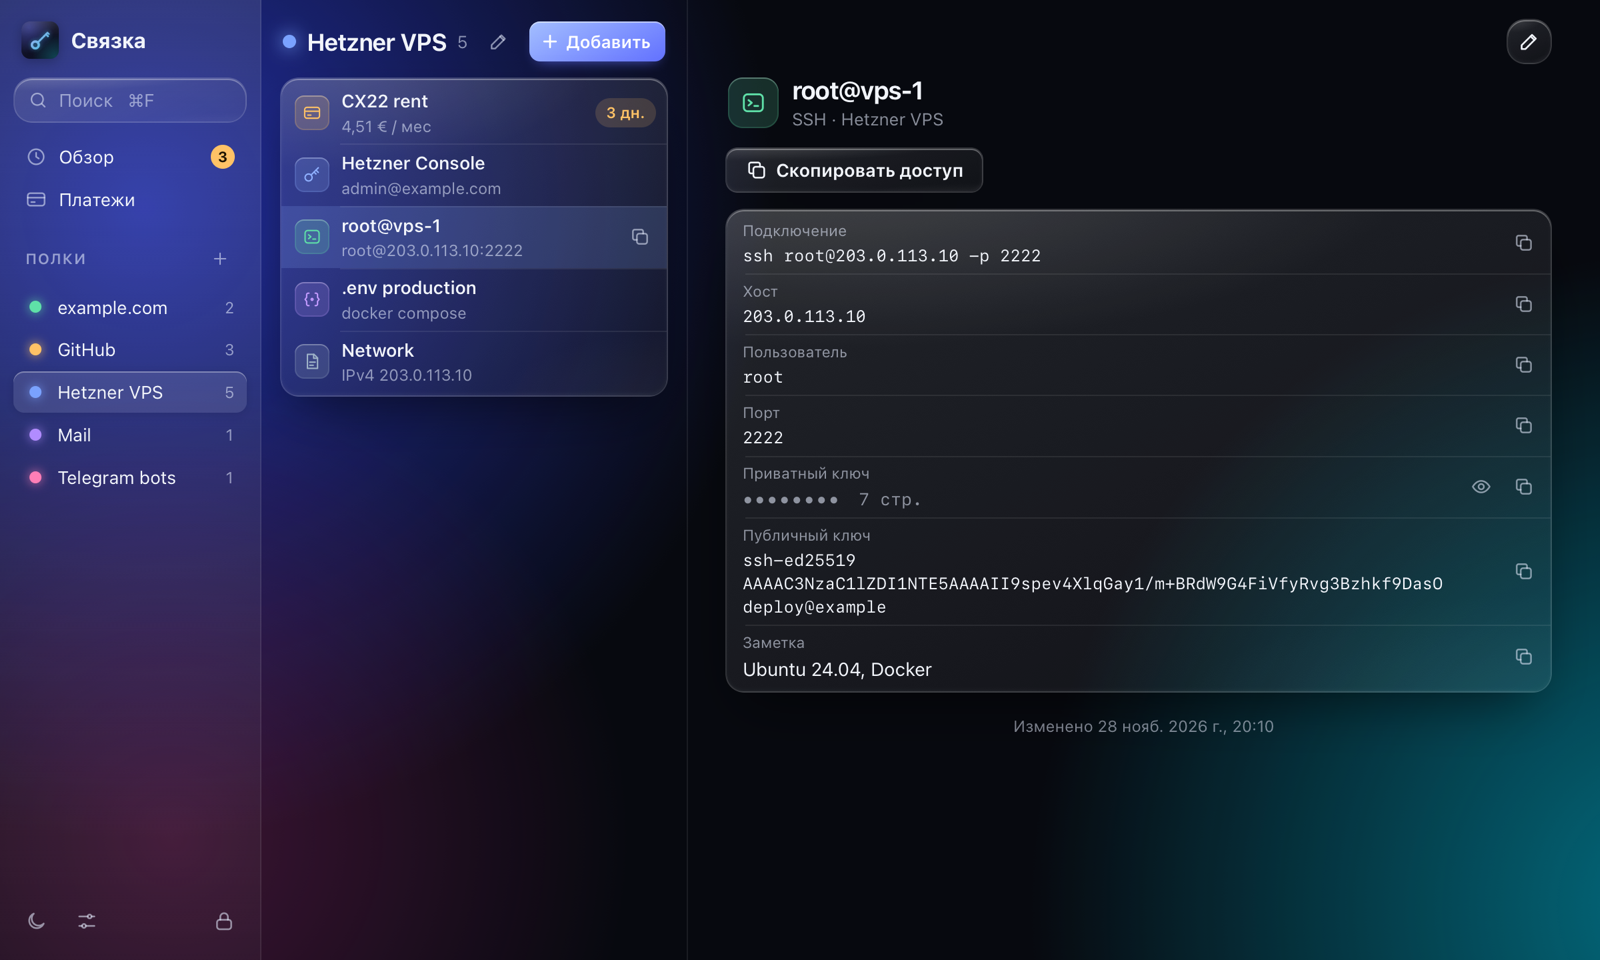 Связка
Поиск ⌘F
Обзор 3
Платежи
ПОЛКИ
example.com 2
GitHub 3
Hetzner VPS 5
Mail 1
Telegram bots 1
Hetzner VPS 5
Добавить
CX22 rent
4,51 € / мес
3 дн.
Hetzner Console
admin@example.com
root@vps-1
root@203.0.113.10:2222
.env production
docker compose
Network
IPv4 203.0.113.10
root@vps-1
SSH · Hetzner VPS
Скопировать доступ
Подключение
ssh root@203.0.113.10 -p 2222
Хост
203.0.113.10
Пользователь
root
Порт
2222
Приватный ключ
•••••••• 7 стр.
Публичный ключ
ssh-ed25519
AAAAC3NzaC1lZDI1NTE5AAAAII9spev4XlqGay1/m+BRdW9G4FiVfyRvg3Bzhkf9DasO
deploy@example
Заметка
Ubuntu 24.04, Docker
Изменено 28 нояб. 2026 г., 20:10